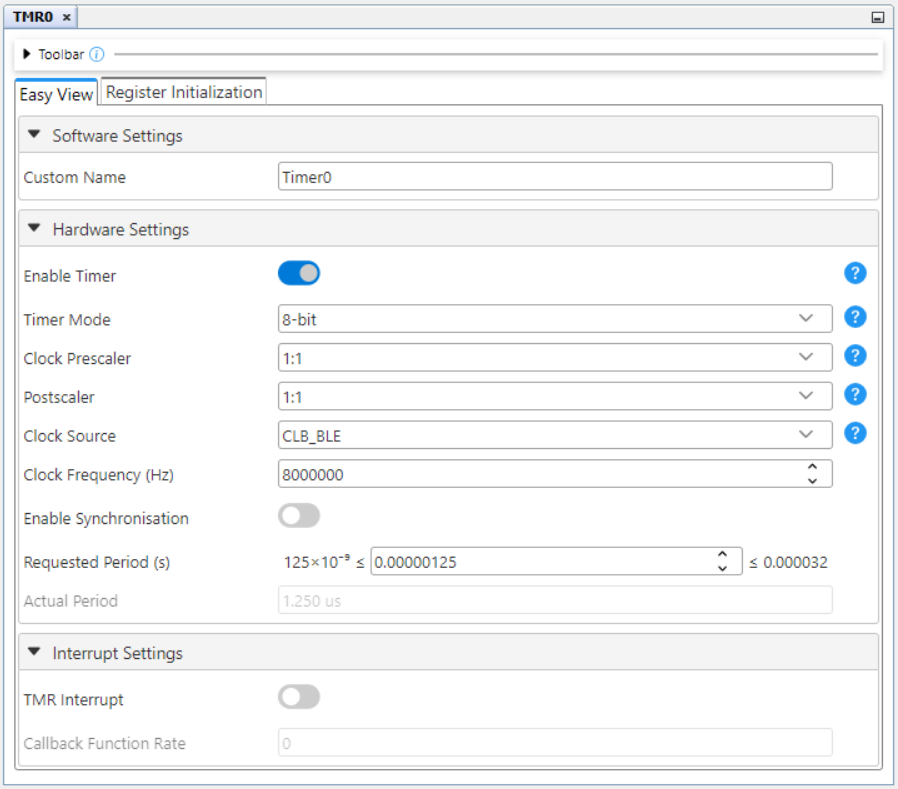 TMR0 ×
Toolbar i
Easy View Register Initialization
Software Settings
Custom Name Timer0
Hardware Settings
Enable Timer ?
Timer Mode 8-bit ?
Clock Prescaler 1:1 ?
Postscaler 1:1 ?
Clock Source CLB_BLE ?
Clock Frequency (Hz) 8000000
Enable Synchronisation
Requested Period (s) 125×10⁻⁹ ≤ 0.00000125 ≤ 0.000032
Actual Period 1.250 us
Interrupt Settings
TMR Interrupt
Callback Function Rate 0